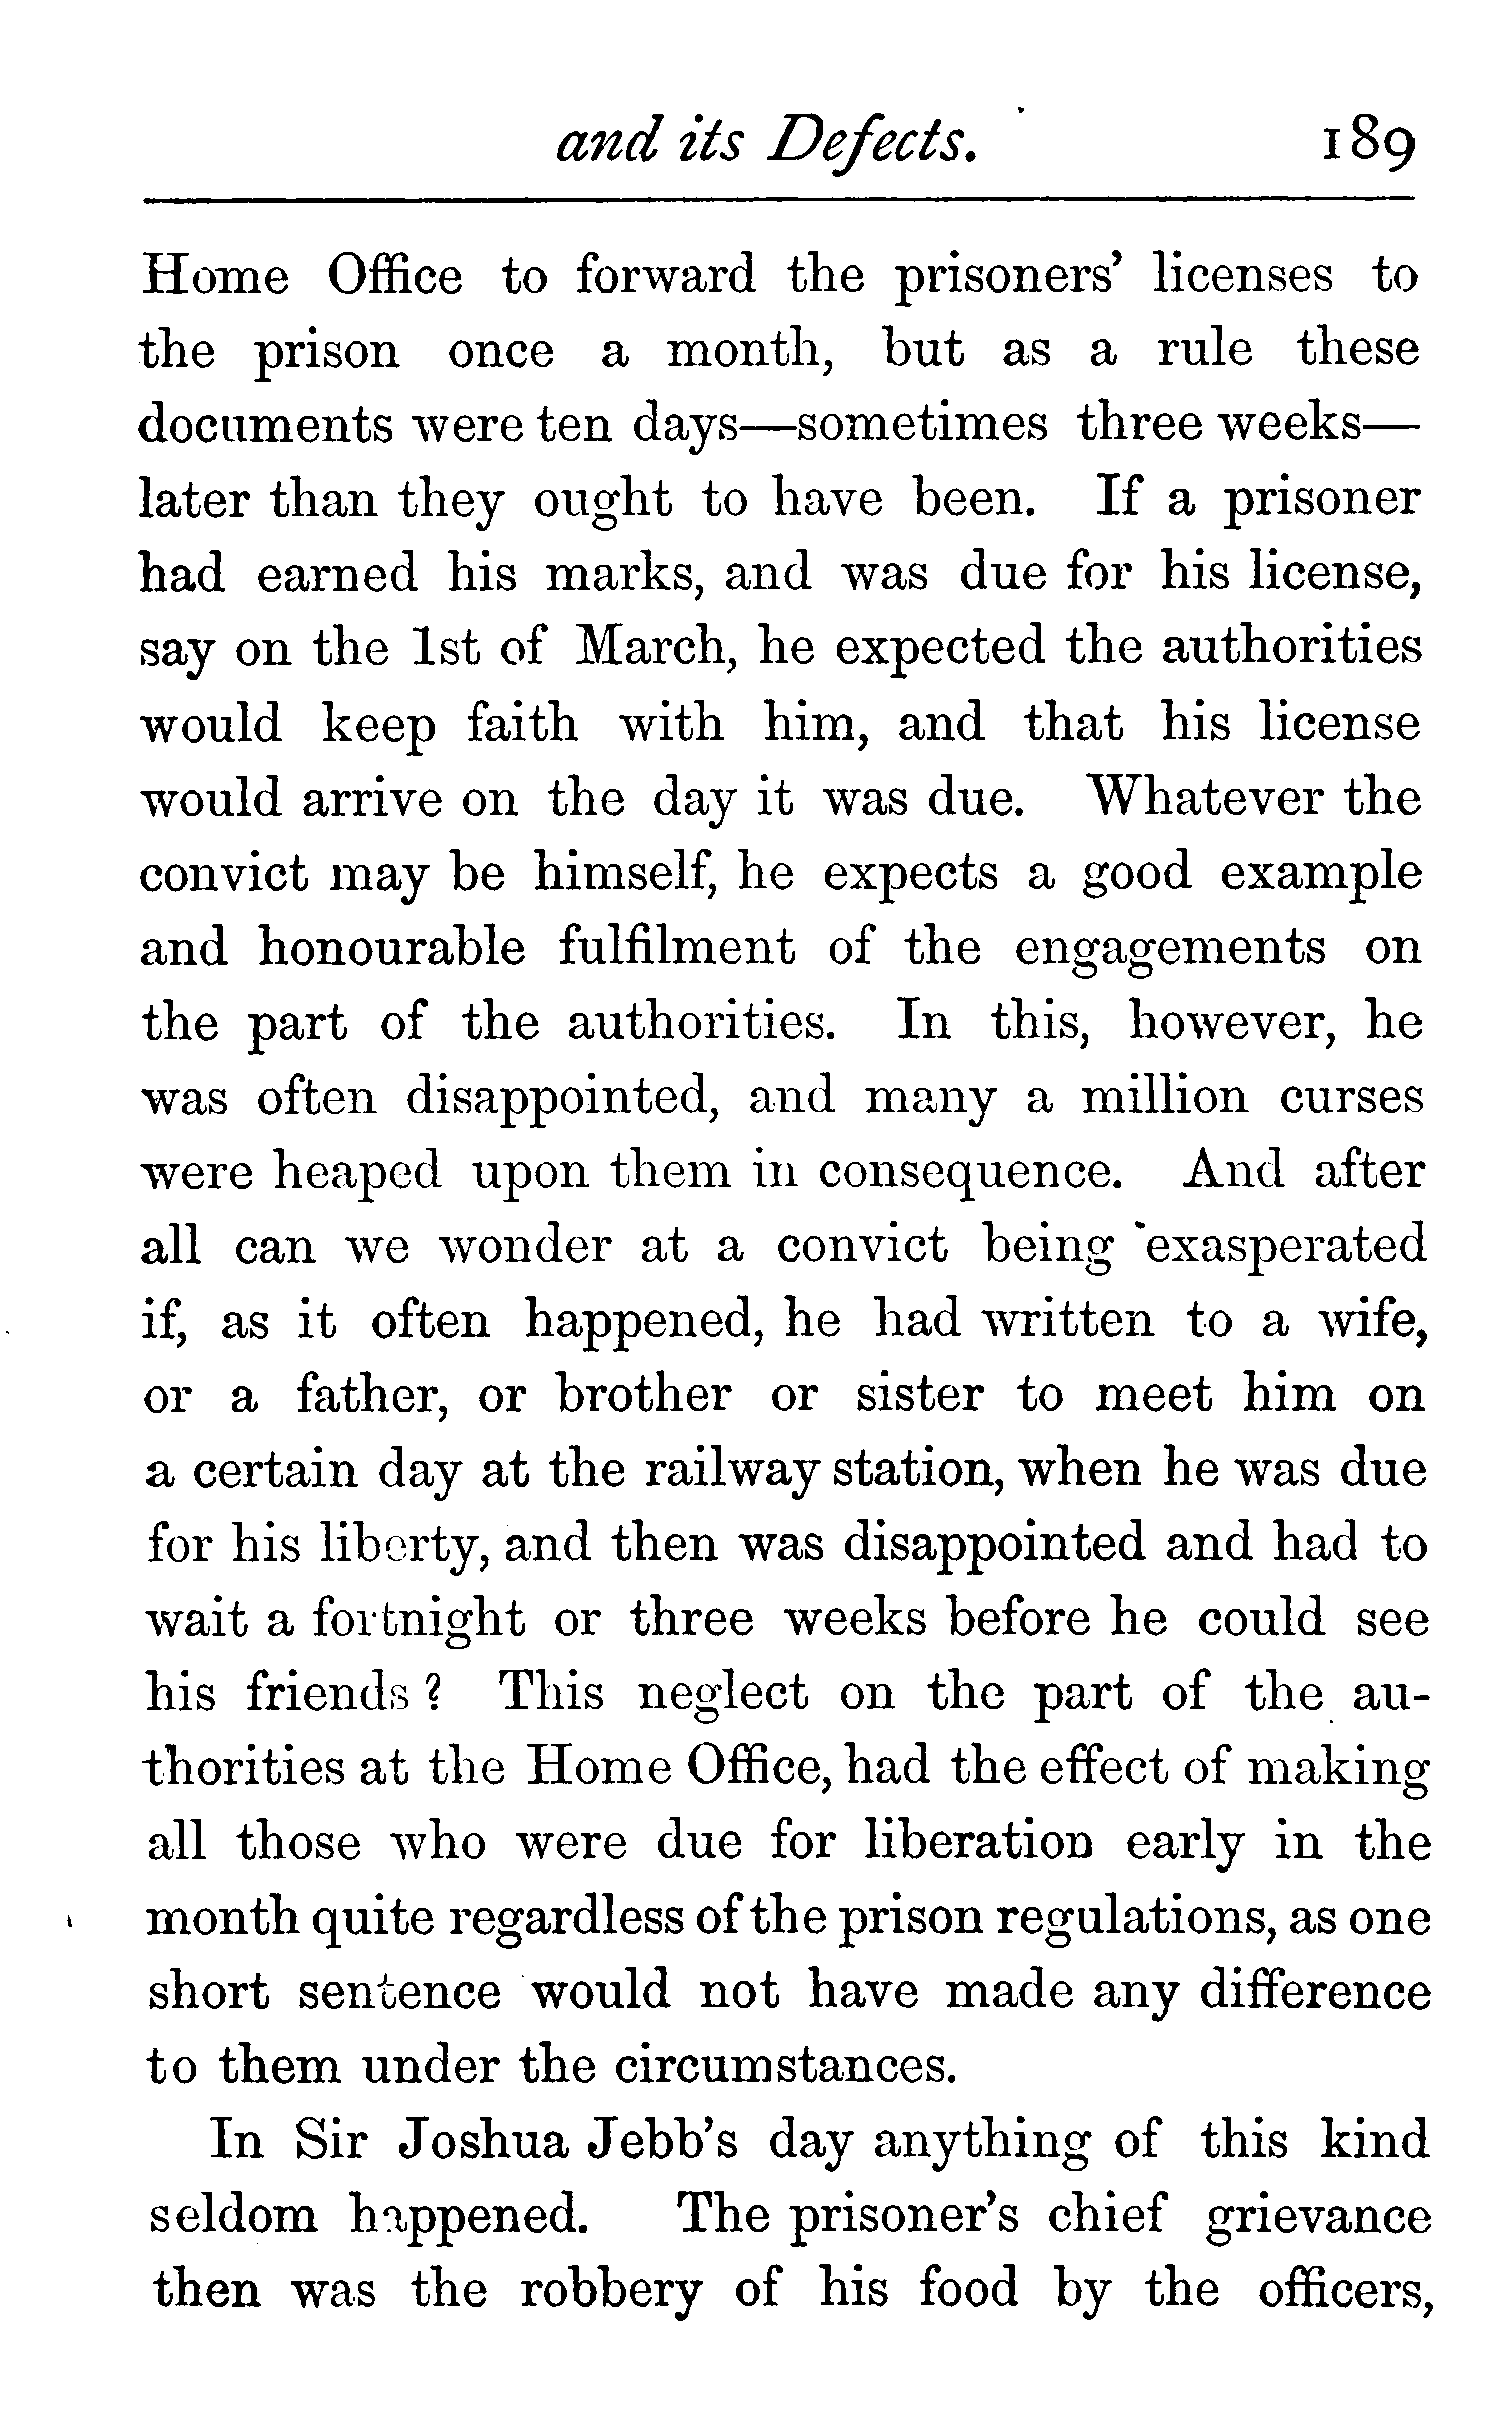 and its Defects. 189
Home Office to forward the prisoners' licenses to
the prison once a month, but as a rule these
documents were ten days—sometimes three weeks—
later than they ought to have been. If a prisoner
had earned his marks, and was due for his license,
say on the 1st of March, he expected the authorities
would keep faith with him, and that his license
would arrive on the day it was due. Whatever the
convict may be himself, he expects a good example
and honourable fulfilment of the engagements on
the part of the authorities. In this, however, he
was often disappointed, and many a million curses
were heaped upon them in consequence. And after
all can we wonder at a convict being exasperated
if, as it often happened, he had written to a wife,
or a father, or brother or sister to meet him on
a certain day at the railway station, when he was due
for his liberty, and then was disappointed and had to
wait a fortnight or three weeks before he could see
his friends? This neglect on the part of the au-
thorities at the Home Office, had the effect of making
all those who were due for liberation early in the
month quite regardless of the prison regulations, as one
short sentence would not have made any difference
to them under the circumstances.
In Sir Joshua Jebb's day anything of this kind
seldom happened. The prisoner's chief grievance
then was the robbery of his food by the officers,